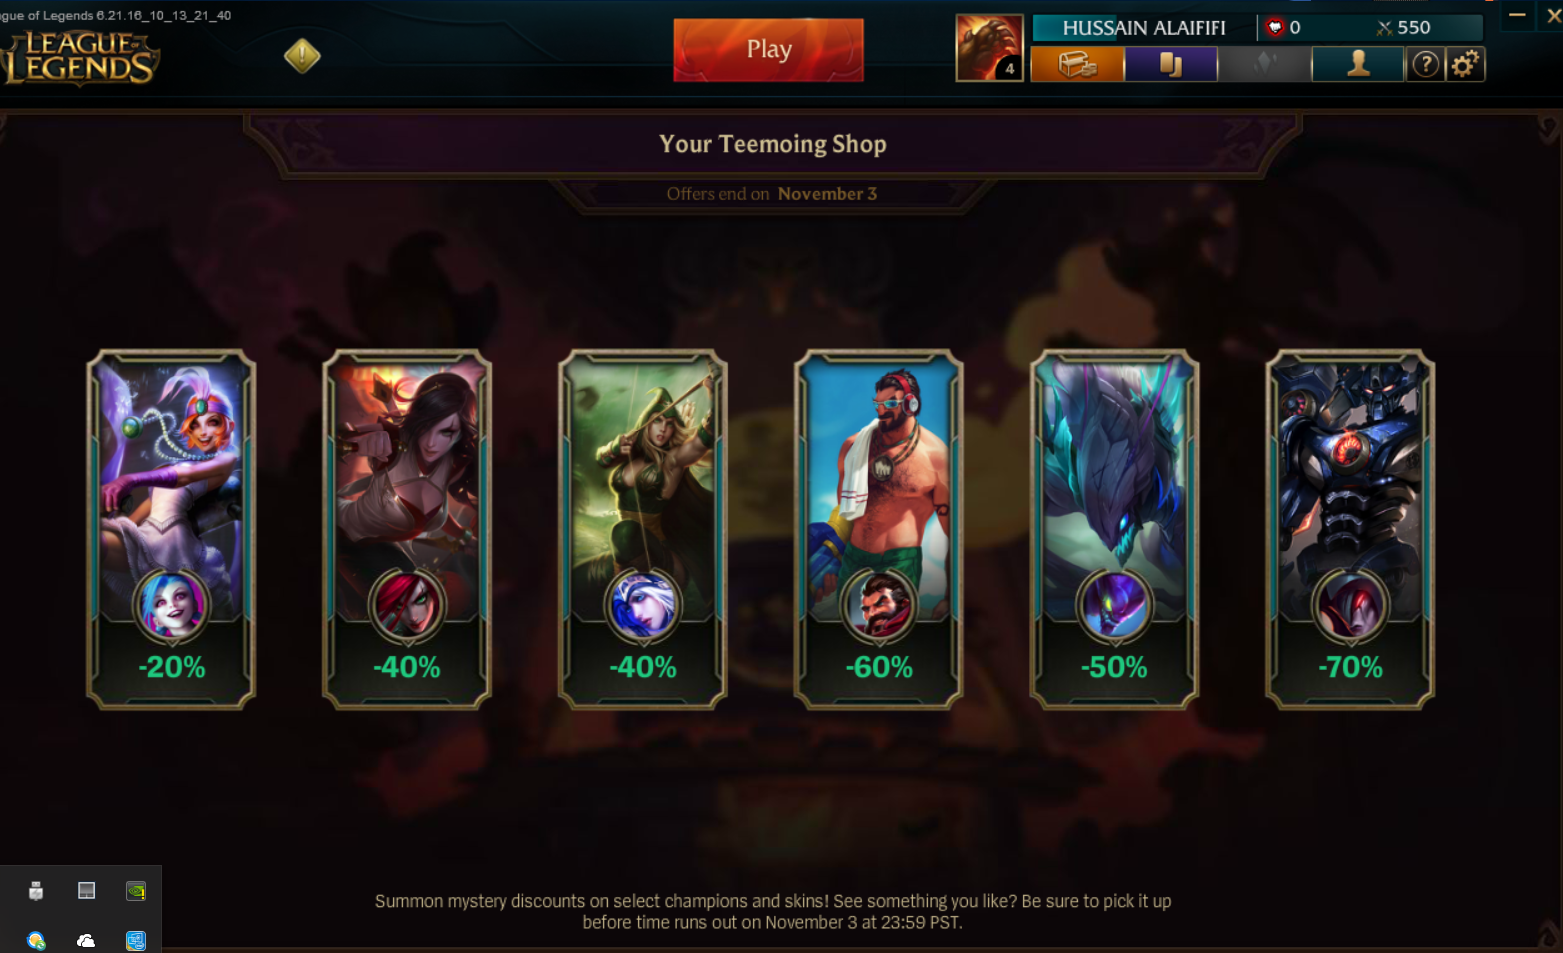 gue of Legends 6.21.16_10_13_21_40
LEAGUE OF LEGENDS
Play
4
HUSSAIN ALAIFIFI
0
550
?
Your Teemoing Shop
Offers end on November 3
-20%
-40%
-40%
-60%
-50%
-70%
Summon mystery discounts on select champions and skins! See something you like? Be sure to pick it up
before time runs out on November 3 at 23:59 PST.